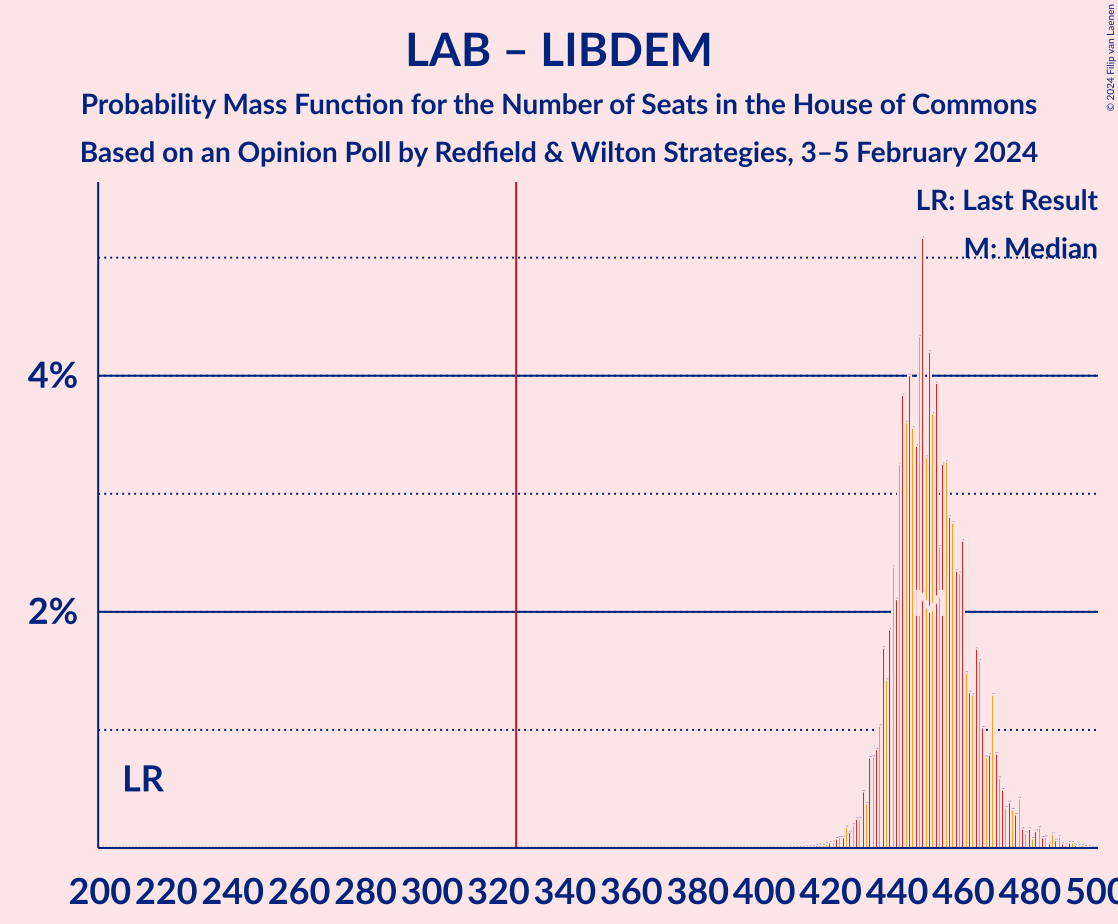 LAB – LIBDEM
Probability Mass Function for the Number of Seats in the House of Commons
Based on an Opinion Poll by Redfield & Wilton Strategies, 3–5 February 2024
© 2024 Filip van Laenen
LR: Last Result
M: Median
4%
2%
LR
M
200 220 240 260 280 300 320 340 360 380 400 420 440 460 480 500